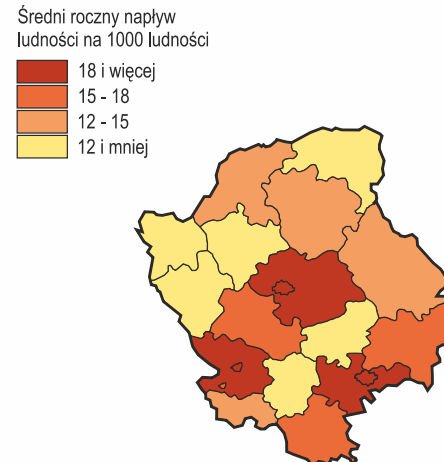 Średni roczny napływ
ludności na 1000 ludności
18 i więcej
15 - 18
12 - 15
12 i mniej